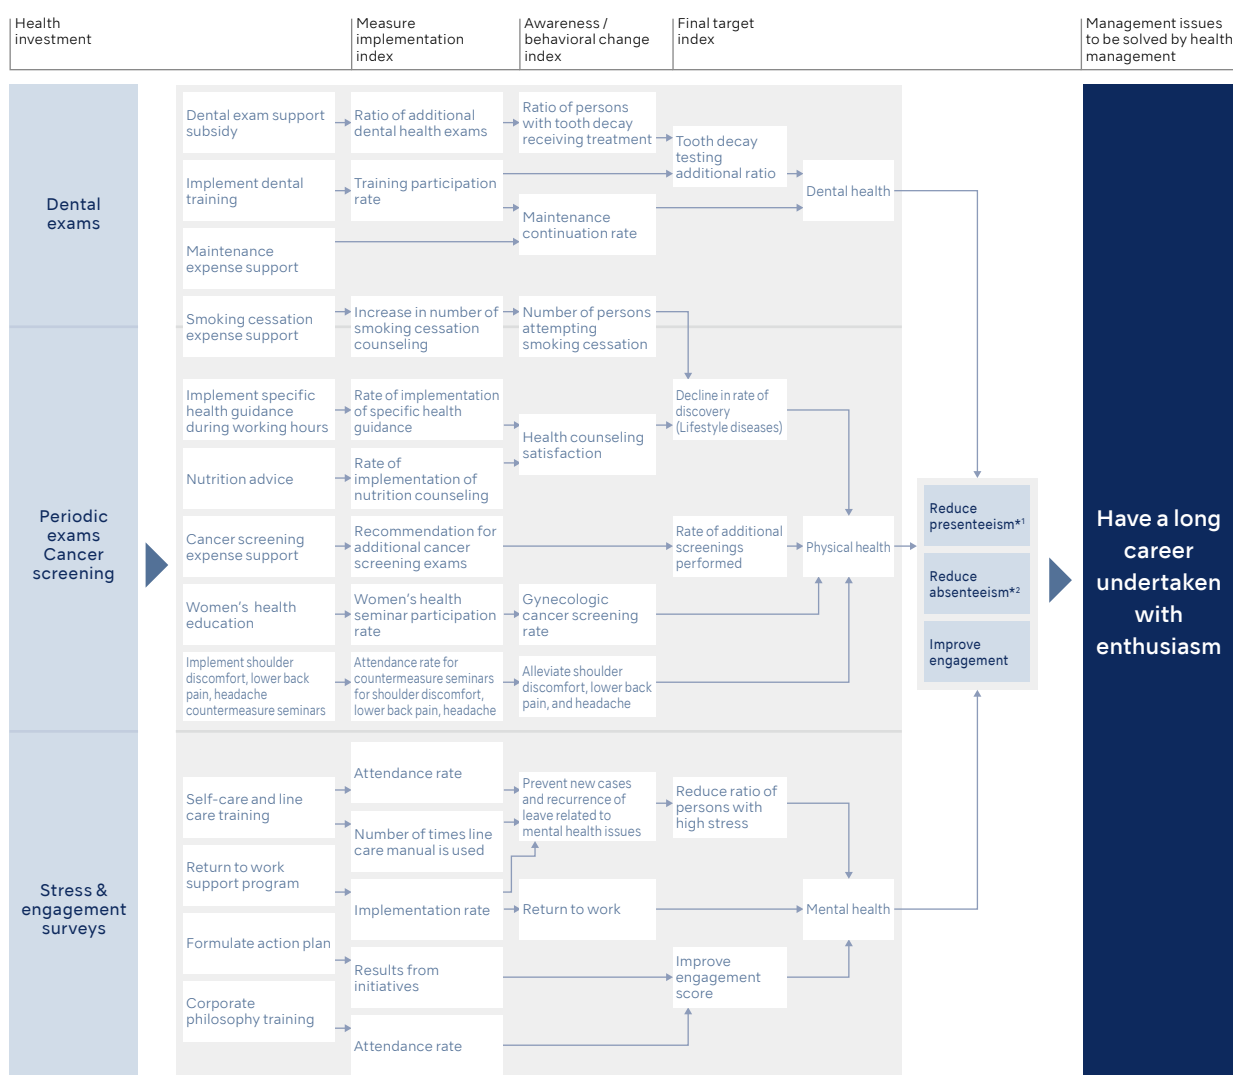 Health
investment
Measure
implementation
index
Awareness /
behavioral change
index
Final target
index
Management issues
to be solved by health
management
Dental
exams
Dental exam support
subsidy
Ratio of additional
dental health exams
Ratio of persons
with tooth decay
receiving treatment
Tooth decay
testing
additional ratio
Implement dental
training
Training participation
rate
Dental health
Maintenance
continuation rate
Maintenance
expense support
Smoking cessation
expense support
Increase in number of
smoking cessation
counseling
Number of persons
attempting
smoking cessation
Periodic
exams
Cancer
screening
Implement specific
health guidance
during working hours
Rate of implementation
of specific health
guidance
Decline in rate of
discovery
(Lifestyle diseases)
Health counseling
satisfaction
Nutrition advice
Rate of
implementation of
nutrition counseling
Cancer screening
expense support
Recommendation for
additional cancer
screening exams
Rate of additional
screenings
performed
Physical health
Women's health
education
Women's health
seminar participation
rate
Gynecologic
cancer screening
rate
Implement shoulder
discomfort, lower back
pain, headache
countermeasure seminars
Attendance rate for
countermeasure seminars
for shoulder discomfort,
lower back pain, headache
Alleviate shoulder
discomfort, lower back
pain, and headache
Stress &
engagement
surveys
Self-care and line
care training
Attendance rate
Prevent new cases
and recurrence of
leave related to
mental health issues
Reduce ratio of
persons with
high stress
Number of times line
care manual is used
Return to work
support program
Implementation rate
Return to work
Mental health
Formulate action plan
Results from
initiatives
Improve
engagement
score
Corporate
philosophy training
Attendance rate
Reduce
presenteeism*1
Reduce
absenteeism*2
Improve
engagement
Have a long
career
undertaken
with
enthusiasm